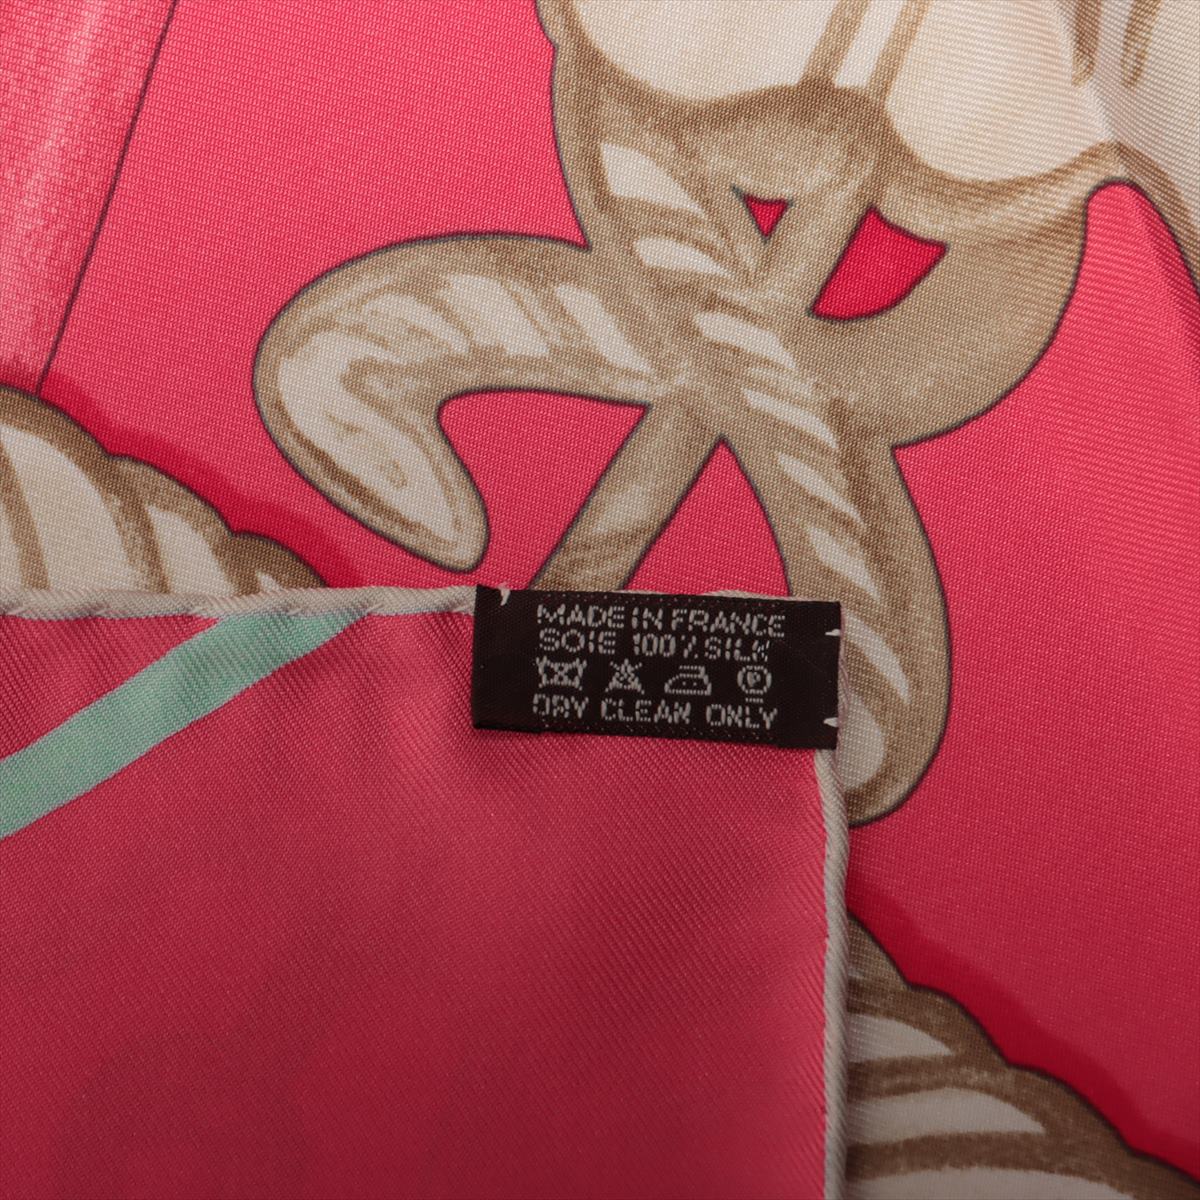 MADE IN FRANCE
SOIE 100% SILK
P
DRY CLEAN ONLY